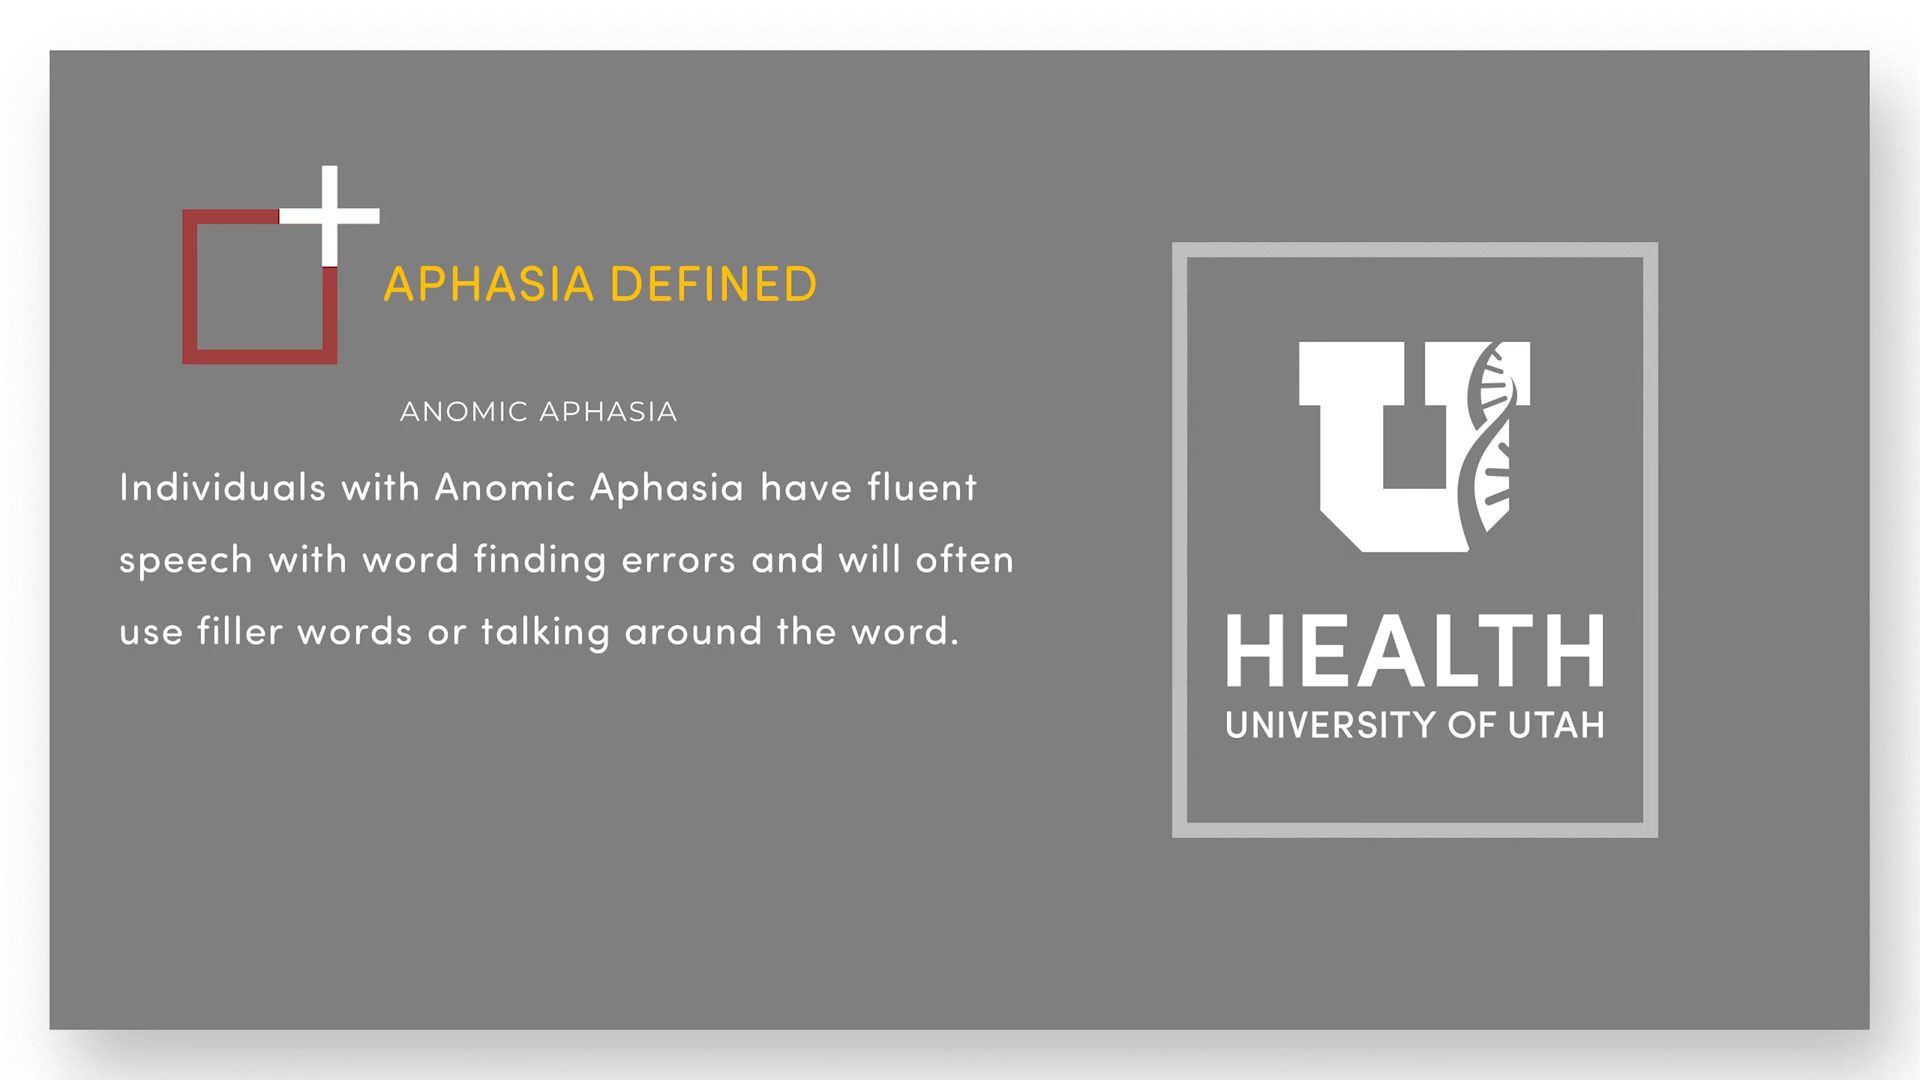 APHASIA DEFINED
ANOMIC APHASIA
Individuals with Anomic Aphasia have fluent
speech with word finding errors and will often
use filler words or talking around the word.
U
HEALTH
UNIVERSITY OF UTAH